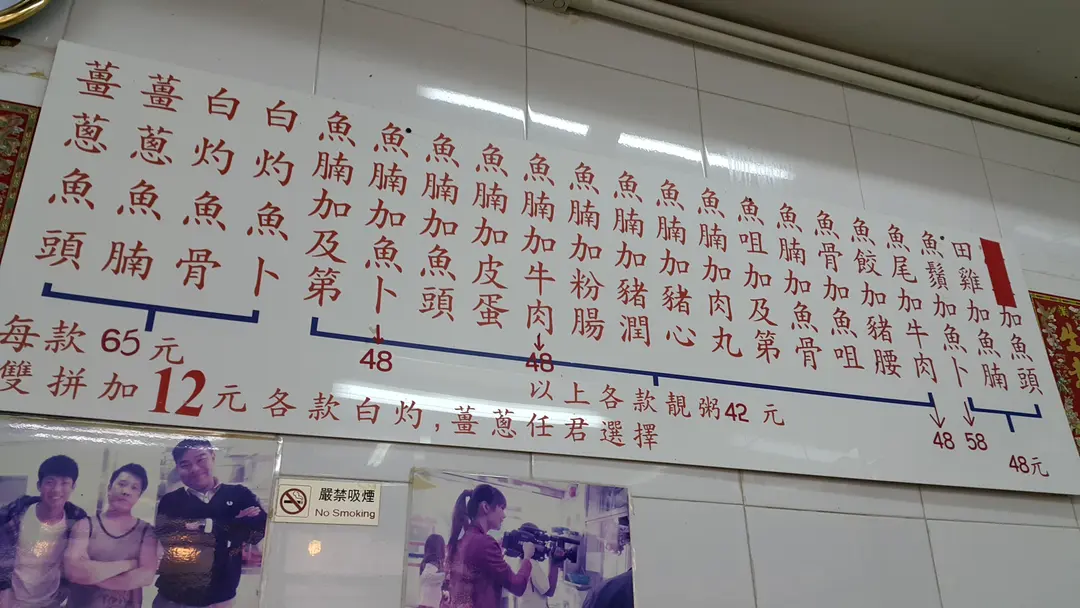 加魚頭
田雞加魚腩
魚鬚加魚卜
魚尾加牛肉
魚餃加豬腰
魚骨加魚咀
魚腩加魚骨
魚咀加及第
魚腩加肉丸
魚腩加豬心
魚腩加豬潤
魚腩加粉腸
魚腩加牛肉
魚腩加皮蛋
魚腩加魚頭
魚腩加魚卜
魚腩加及第
白灼魚卜
白灼魚骨
薑蔥魚腩
薑蔥魚頭
48元
58
48
48
48
以上各款靚粥42元
每款65元
雙拼加12元各款白灼,薑蔥任君選擇
嚴禁吸煙
No Smoking